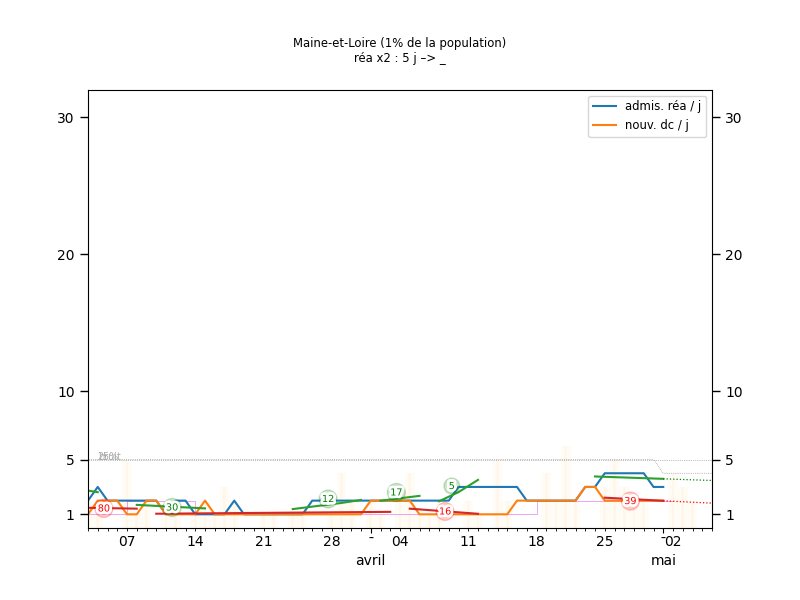 Maine-et-Loire (1% de la population)
réa x2 : 5 j –> _
admis. réa / j
nouv. dc / j
30 30
20 20
10 10
5 5
1 1
80
30
12
17
5
16
39
07 14 21 28 - 04 11 18 25 - 02
avril mai